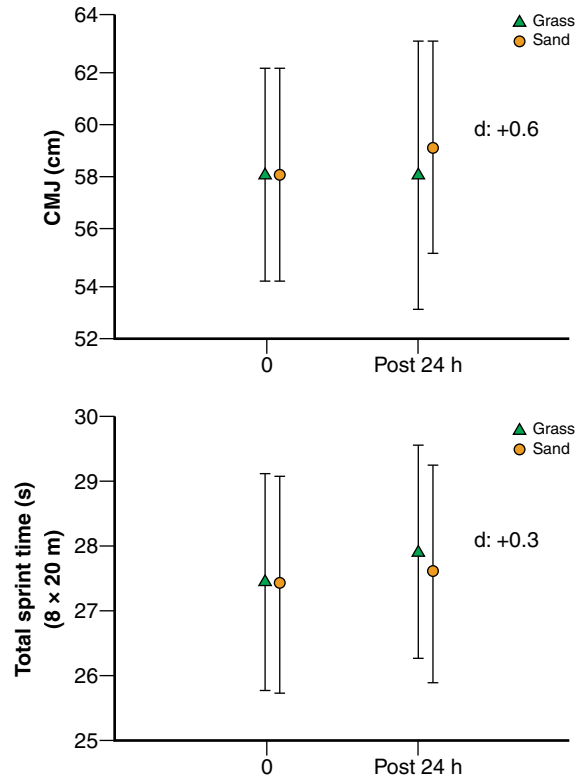 CMJ (cm)
64
62
60
58
56
54
52
Grass
Sand
d: +0.6
0
Post 24 h
Total sprint time (s)
(8 × 20 m)
30
29
28
27
26
25
Grass
Sand
d: +0.3
0
Post 24 h